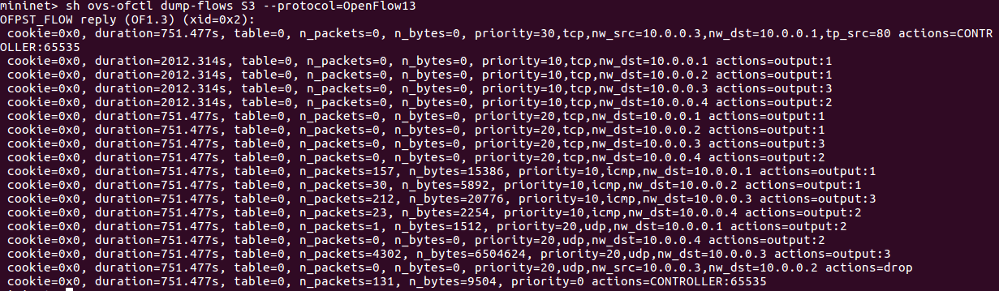 mininet> sh ovs-ofctl dump-flows S3 --protocol=OpenFlow13
OFPST_FLOW reply (OF1.3) (xid=0x2):
cookie=0x0, duration=751.477s, table=0, n_packets=0, n_bytes=0, priority=30,tcp,nw_src=10.0.0.3,nw_dst=10.0.0.1,tp_src=80 actions=CONTR
OLLER:65535
cookie=0x0, duration=2012.314s, table=0, n_packets=0, n_bytes=0, priority=10,tcp,nw_dst=10.0.0.1 actions=output:1
cookie=0x0, duration=2012.314s, table=0, n_packets=0, n_bytes=0, priority=10,tcp,nw_dst=10.0.0.2 actions=output:1
cookie=0x0, duration=2012.314s, table=0, n_packets=0, n_bytes=0, priority=10,tcp,nw_dst=10.0.0.3 actions=output:3
cookie=0x0, duration=2012.314s, table=0, n_packets=0, n_bytes=0, priority=10,tcp,nw_dst=10.0.0.4 actions=output:2
cookie=0x0, duration=751.477s, table=0, n_packets=0, n_bytes=0, priority=20,tcp,nw_dst=10.0.0.1 actions=output:1
cookie=0x0, duration=751.477s, table=0, n_packets=0, n_bytes=0, priority=20,tcp,nw_dst=10.0.0.2 actions=output:1
cookie=0x0, duration=751.477s, table=0, n_packets=0, n_bytes=0, priority=20,tcp,nw_dst=10.0.0.3 actions=output:3
cookie=0x0, duration=751.477s, table=0, n_packets=0, n_bytes=0, priority=20,tcp,nw_dst=10.0.0.4 actions=output:2
cookie=0x0, duration=751.477s, table=0, n_packets=157, n_bytes=15386, priority=10,icmp,nw_dst=10.0.0.1 actions=output:1
cookie=0x0, duration=751.477s, table=0, n_packets=30, n_bytes=5892, priority=10,icmp,nw_dst=10.0.0.2 actions=output:1
cookie=0x0, duration=751.477s, table=0, n_packets=212, n_bytes=20776, priority=10,icmp,nw_dst=10.0.0.3 actions=output:3
cookie=0x0, duration=751.477s, table=0, n_packets=23, n_bytes=2254, priority=10,icmp,nw_dst=10.0.0.4 actions=output:2
cookie=0x0, duration=751.477s, table=0, n_packets=1, n_bytes=1512, priority=20,udp,nw_dst=10.0.0.1 actions=output:2
cookie=0x0, duration=751.477s, table=0, n_packets=0, n_bytes=0, priority=20,udp,nw_dst=10.0.0.4 actions=output:2
cookie=0x0, duration=751.477s, table=0, n_packets=4302, n_bytes=6504624, priority=20,udp,nw_dst=10.0.0.3 actions=output:3
cookie=0x0, duration=751.477s, table=0, n_packets=0, n_bytes=0, priority=20,udp,nw_src=10.0.0.3,nw_dst=10.0.0.2 actions=drop
cookie=0x0, duration=751.477s, table=0, n_packets=131, n_bytes=9504, priority=0 actions=CONTROLLER:65535